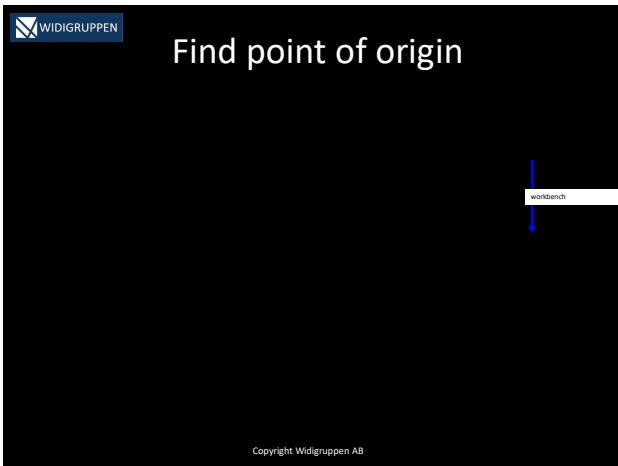 WIDIGRUPPEN
Find point of origin
workbench
Copyright Widigruppen AB